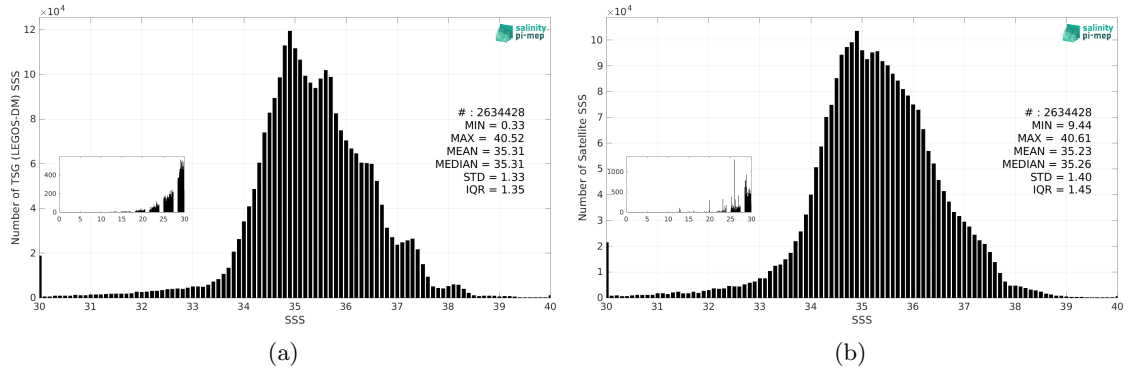 ×10⁴
12
10
8
6
4
2
0
Number of TSG (LEGOS-DM) SSS
salinity
pi-mep
# : 2634428
MIN = 0.33
MAX = 40.52
MEAN = 35.31
MEDIAN = 35.31
STD = 1.33
IQR = 1.35
400
200
0
0 5 10 15 20 25 30
30 31 32 33 34 35 36 37 38 39 40
SSS
(a)
×10⁴
10
9
8
7
6
5
4
3
2
1
0
Number of Satellite SSS
salinity
pi-mep
# : 2634428
MIN = 9.44
MAX = 40.61
MEAN = 35.23
MEDIAN = 35.26
STD = 1.40
IQR = 1.45
1000
500
0
0 5 10 15 20 25 30
30 31 32 33 34 35 36 37 38 39 40
SSS
(b)